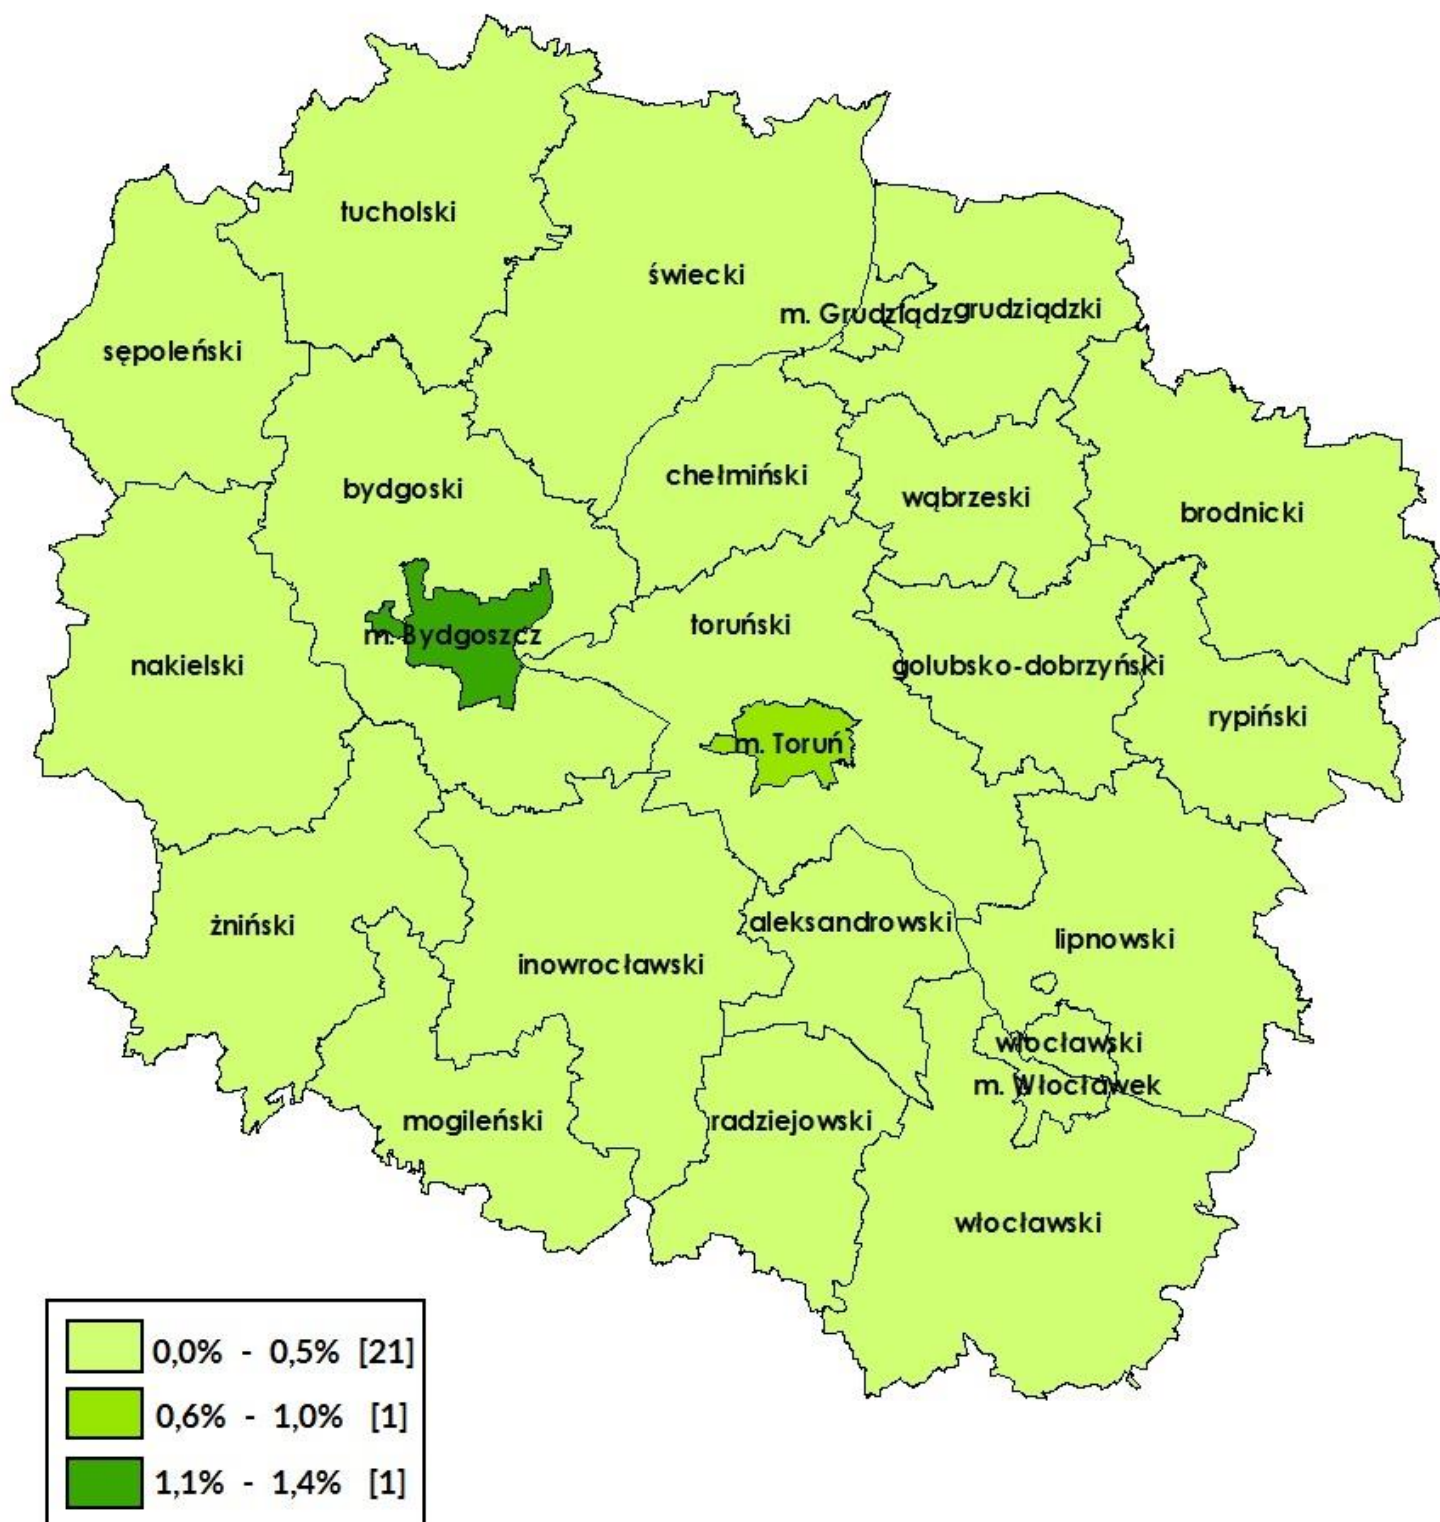 tucholski
świecki
m. Grudziądz
grudziądzki
sępoleński
chełmiński
bydgoski
wąbrzeski
brodnicki
toruński
m. Bydgoszcz
nakielski
golubsko-dobrzyński
rypiński
m. Toruń
żniński
aleksandrowski
lipnowski
inowrocławski
włocławski
m. Włocławek
mogileński
radziejowski
włocławski
0,0% - 0,5% [21]
0,6% - 1,0% [1]
1,1% - 1,4% [1]